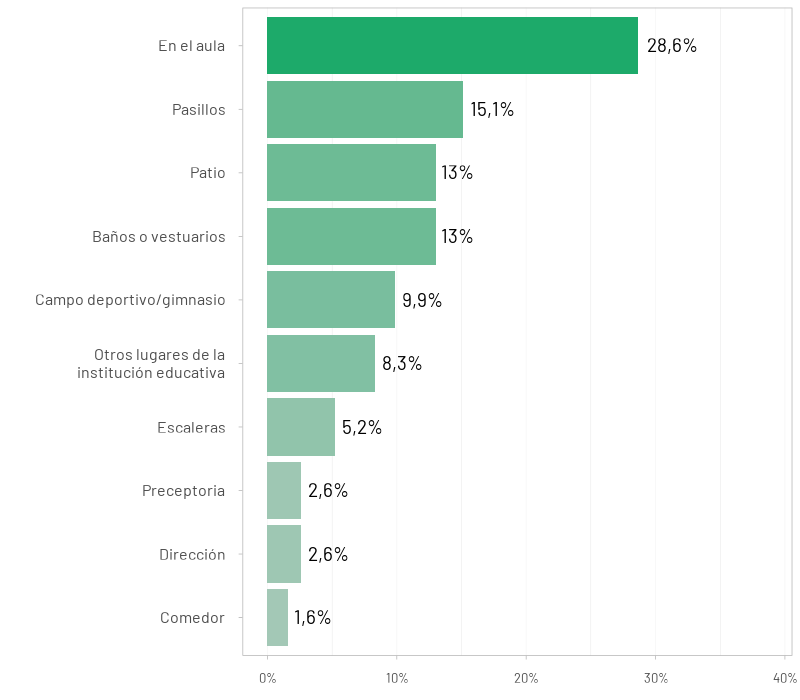 En el aula
28,6%
Pasillos
15,1%
Patio
13%
Baños o vestuarios
13%
Campo deportivo/gimnasio
9,9%
Otros lugares de la
institución educativa
8,3%
Escaleras
5,2%
Preceptoria
2,6%
Dirección
2,6%
Comedor
1,6%
0%
10%
20%
30%
40%